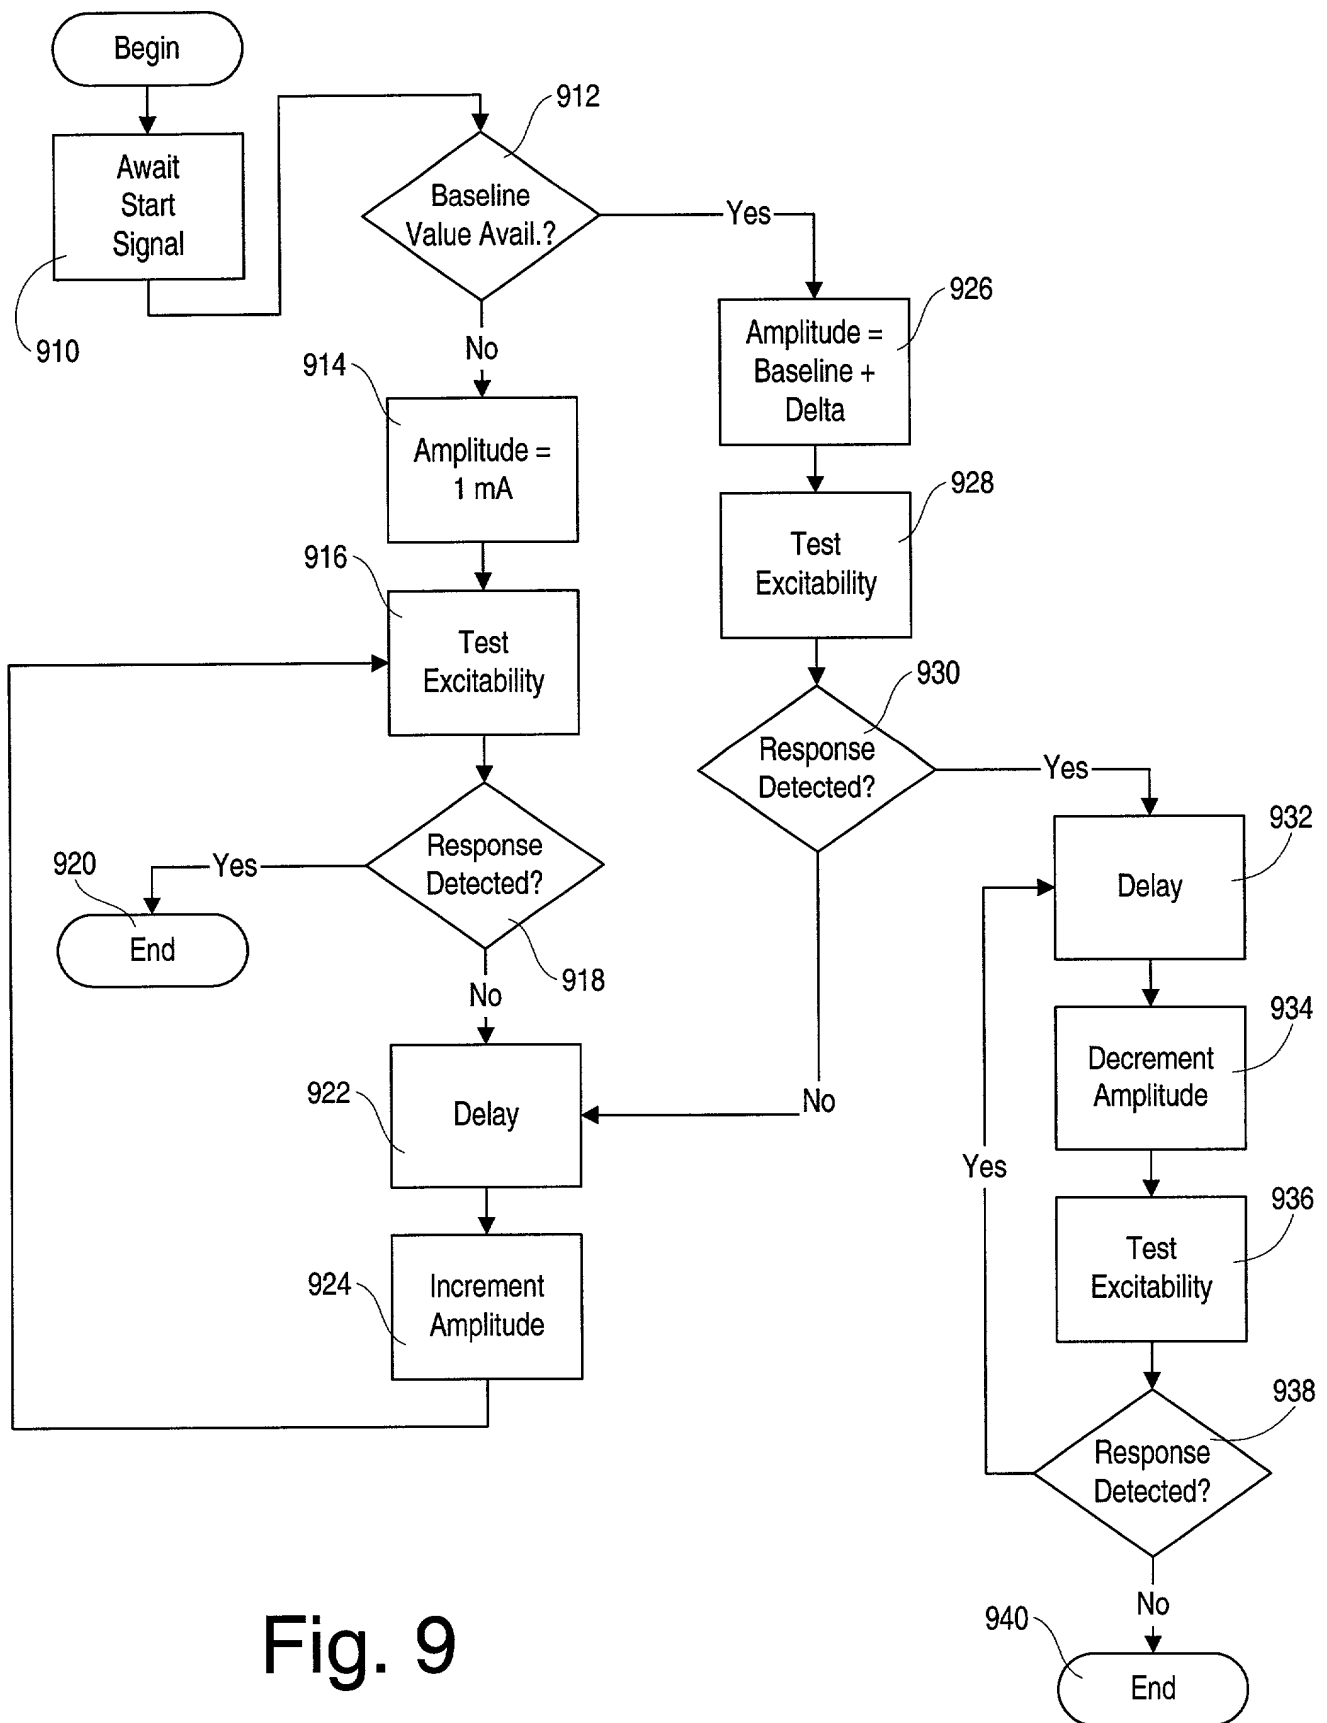 Begin
912
Await
Start
Signal
Baseline
Value Avail.?
Yes
910
No
914
926
Amplitude =
Baseline +
Delta
Amplitude =
1 mA
928
Test
Excitability
916
Test
Excitability
930
Response
Detected?
Yes
932
Delay
920
Yes
Response
Detected?
End
918
No
934
Decrement
Amplitude
922
Delay
No
Yes
936
Test
Excitability
924
Increment
Amplitude
938
Response
Detected?
No
940
End
Fig. 9